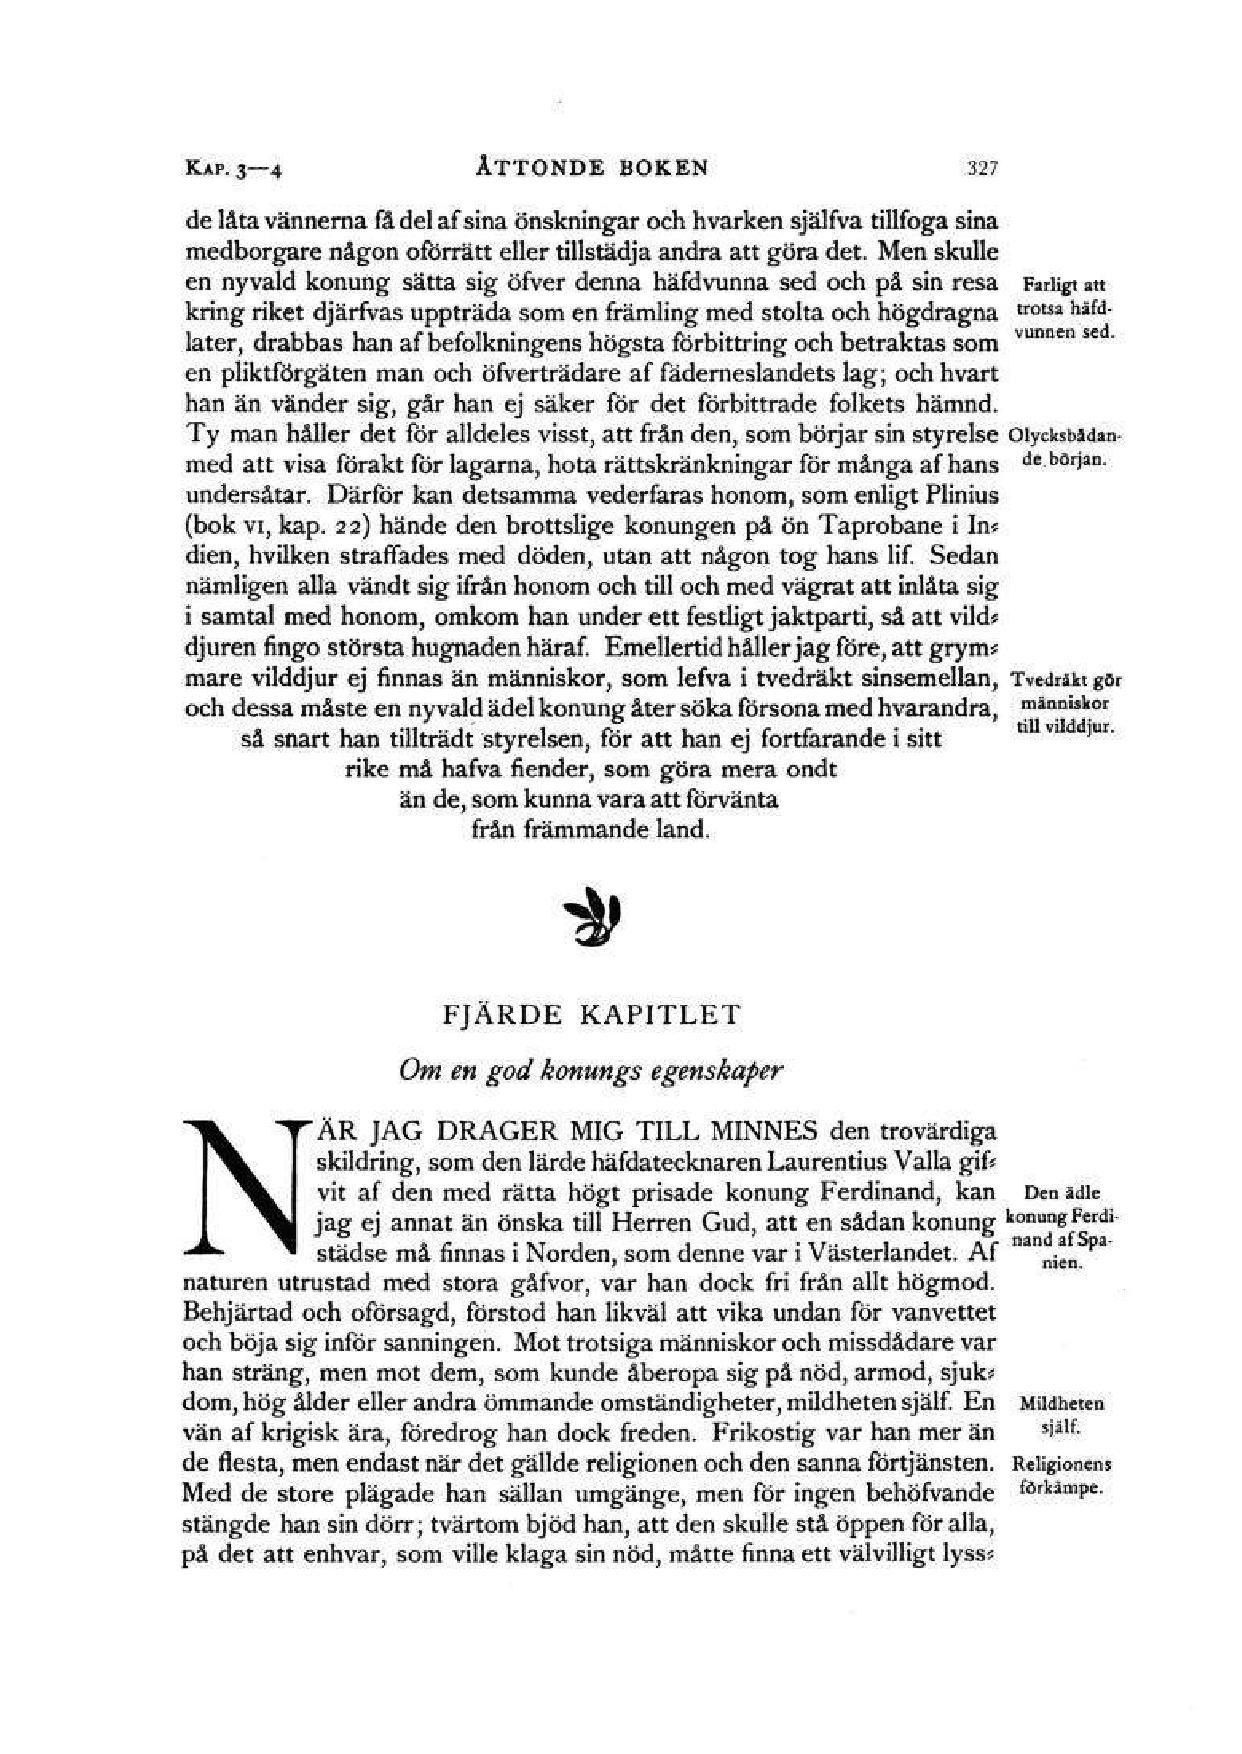 KAP. 3—4 ÅTTONDE BOKEN 327
de låta vännerna få del af sina önskningar och hvarken själfva tillfoga sina
medborgare någon oförrätt eller tillstädja andra att göra det. Men skulle
en nyvald konung sätta sig öfver denna häfdvunna sed och på sin resa
kring riket djärfvas uppträda som en främling med stolta och högdragna
later, drabbas han af befolkningens högsta förbittring och betraktas som
en pliktförgäten man och öfverträdare af fäderneslandets lag; och hvart
han än vänder sig, går han ej säker för det förbittrade folkets hämnd.
Ty man håller det för alldeles visst, att från den, som börjar sin styrelse
med att visa förakt för lagarna, hota rättskränkningar för många af hans
undersåtar. Därför kan detsamma vederfaras honom, som enligt Plinius
(bok VI, kap. 22) hände den brottslige konungen på ön Taprobane i In-
dien, hvilken straffades med döden, utan att någon tog hans lif. Sedan
nämligen alla vändt sig ifrån honom och till och med vägrat att inlåta sig
i samtal med honom, omkom han under ett festligt jaktparti, så att vild-
djuren fingo största hugnaden häraf. Emellertid håller jag före, att grym-
mare vilddjur ej finnas än människor, som lefva i tvedräkt sinsemellan,
och dessa måste en nyvald ädel konung åter söka försona med hvarandra,
så snart han tillträdt styrelsen, för att han ej fortfarande i sitt
rike må hafva fiender, som göra mera ondt
än de, som kunna vara att förvänta
från främmande land.
Farligt att
trotsa häfd-
vunnen sed.
Olycksbådan-
de början.
Tvedräkt gör
människor
till vilddjur.
FJÄRDE KAPITLET
Om en god konungs egenskaper
NÄR JAG DRAGER MIG TILL MINNES den trovärdiga
skildring, som den lärde häfdatecknaren Laurentius Valla gif-
vit af den med rätta högt prisade konung Ferdinand, kan
jag ej annat än önska till Herren Gud, att en sådan konung
städse må finnas i Norden, som denne var i Västerlandet. Af
naturen utrustad med stora gåfvor, var han dock fri från allt högmod.
Behjärtad och oförsagd, förstod han likväl att vika undan för vanvettet
och böja sig inför sanningen. Mot trotsiga människor och missdådare var
han sträng, men mot dem, som kunde åberopa sig på nöd, armod, sjuk-
dom, hög ålder eller andra ömmande omständigheter, mildheten själf. En
vän af krigisk ära, föredrog han dock freden. Frikostig var han mer än
de flesta, men endast när det gällde religionen och den sanna förtjänsten.
Med de store plägade han sällan umgänge, men för ingen behöfvande
stängde han sin dörr; tvärtom bjöd han, att den skulle stå öppen för alla,
på det att enhvar, som ville klaga sin nöd, måtte finna ett välvilligt lyss-
Den ädle
konung Ferdi-
nand af Spa-
nien.
Mildheten
själf.
Religionens
förkämpe.